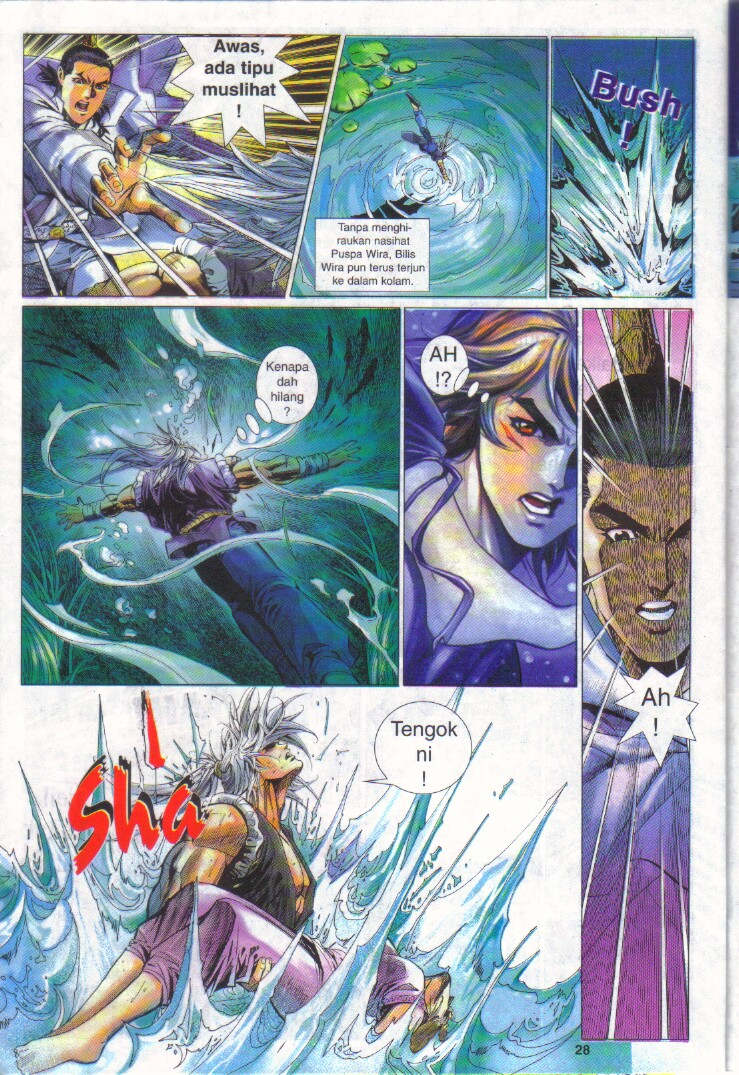 Awas,
ada tipu
muslihat
!
Tanpa menghi-
raukan nasihat
Puspa Wira, Bilis
Wira pun terus terjun
ke dalam kolam.
Bush
!
Kenapa
dah
hilang
?
AH
!?
Ah
!
Tengok
ni
!
Sha
!
28